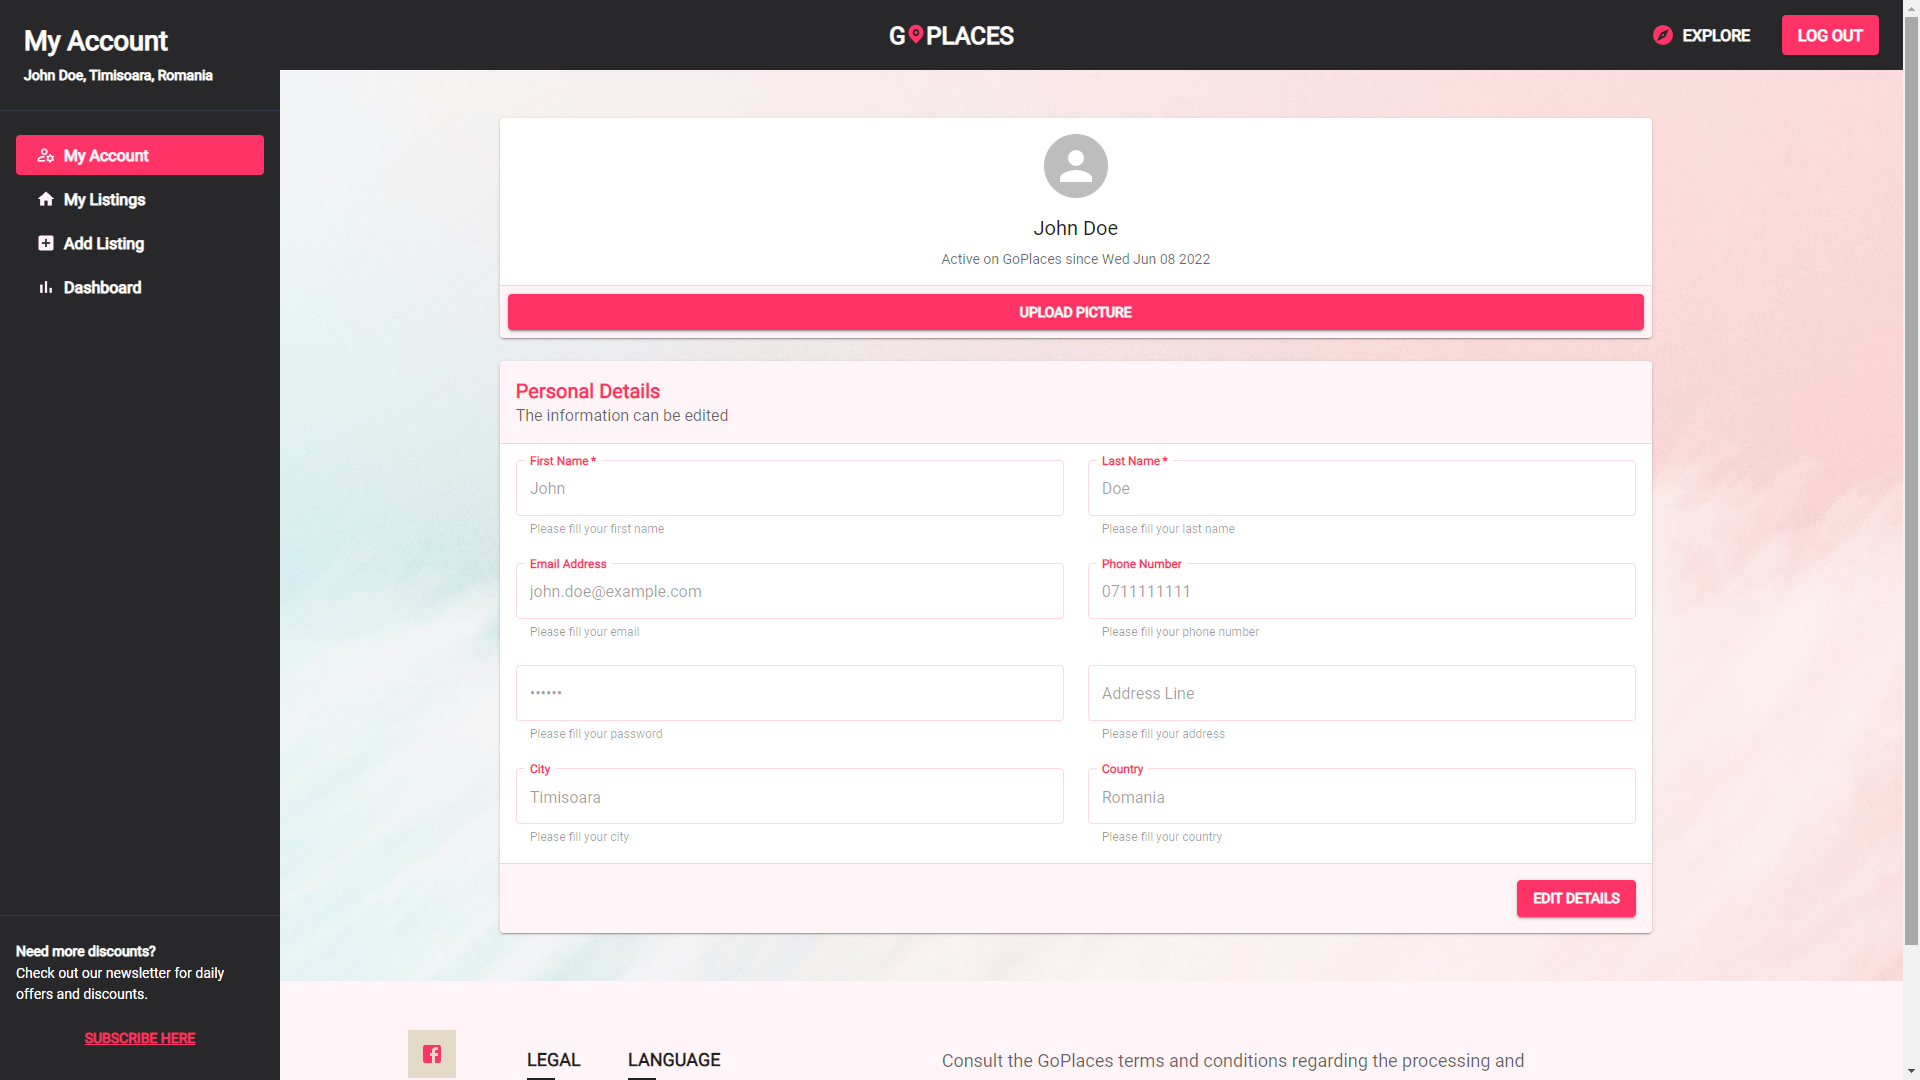 My Account
John Doe, Timisoara, Romania
My Account
My Listings
Add Listing
Dashboard
Need more discounts?
Check out our newsletter for daily
offers and discounts.
SUBSCRIBE HERE
G PLACES
EXPLORE
LOG OUT
John Doe
Active on GoPlaces since Wed Jun 08 2022
UPLOAD PICTURE
Personal Details
The information can be edited
First Name *
John
Please fill your first name
Last Name *
Doe
Please fill your last name
Email Address
john.doe@example.com
Please fill your email
Phone Number
0711111111
Please fill your phone number
••••••
Please fill your password
Address Line
Please fill your address
City
Timisoara
Please fill your city
Country
Romania
Please fill your country
EDIT DETAILS
LEGAL
LANGUAGE
Consult the GoPlaces terms and conditions regarding the processing and